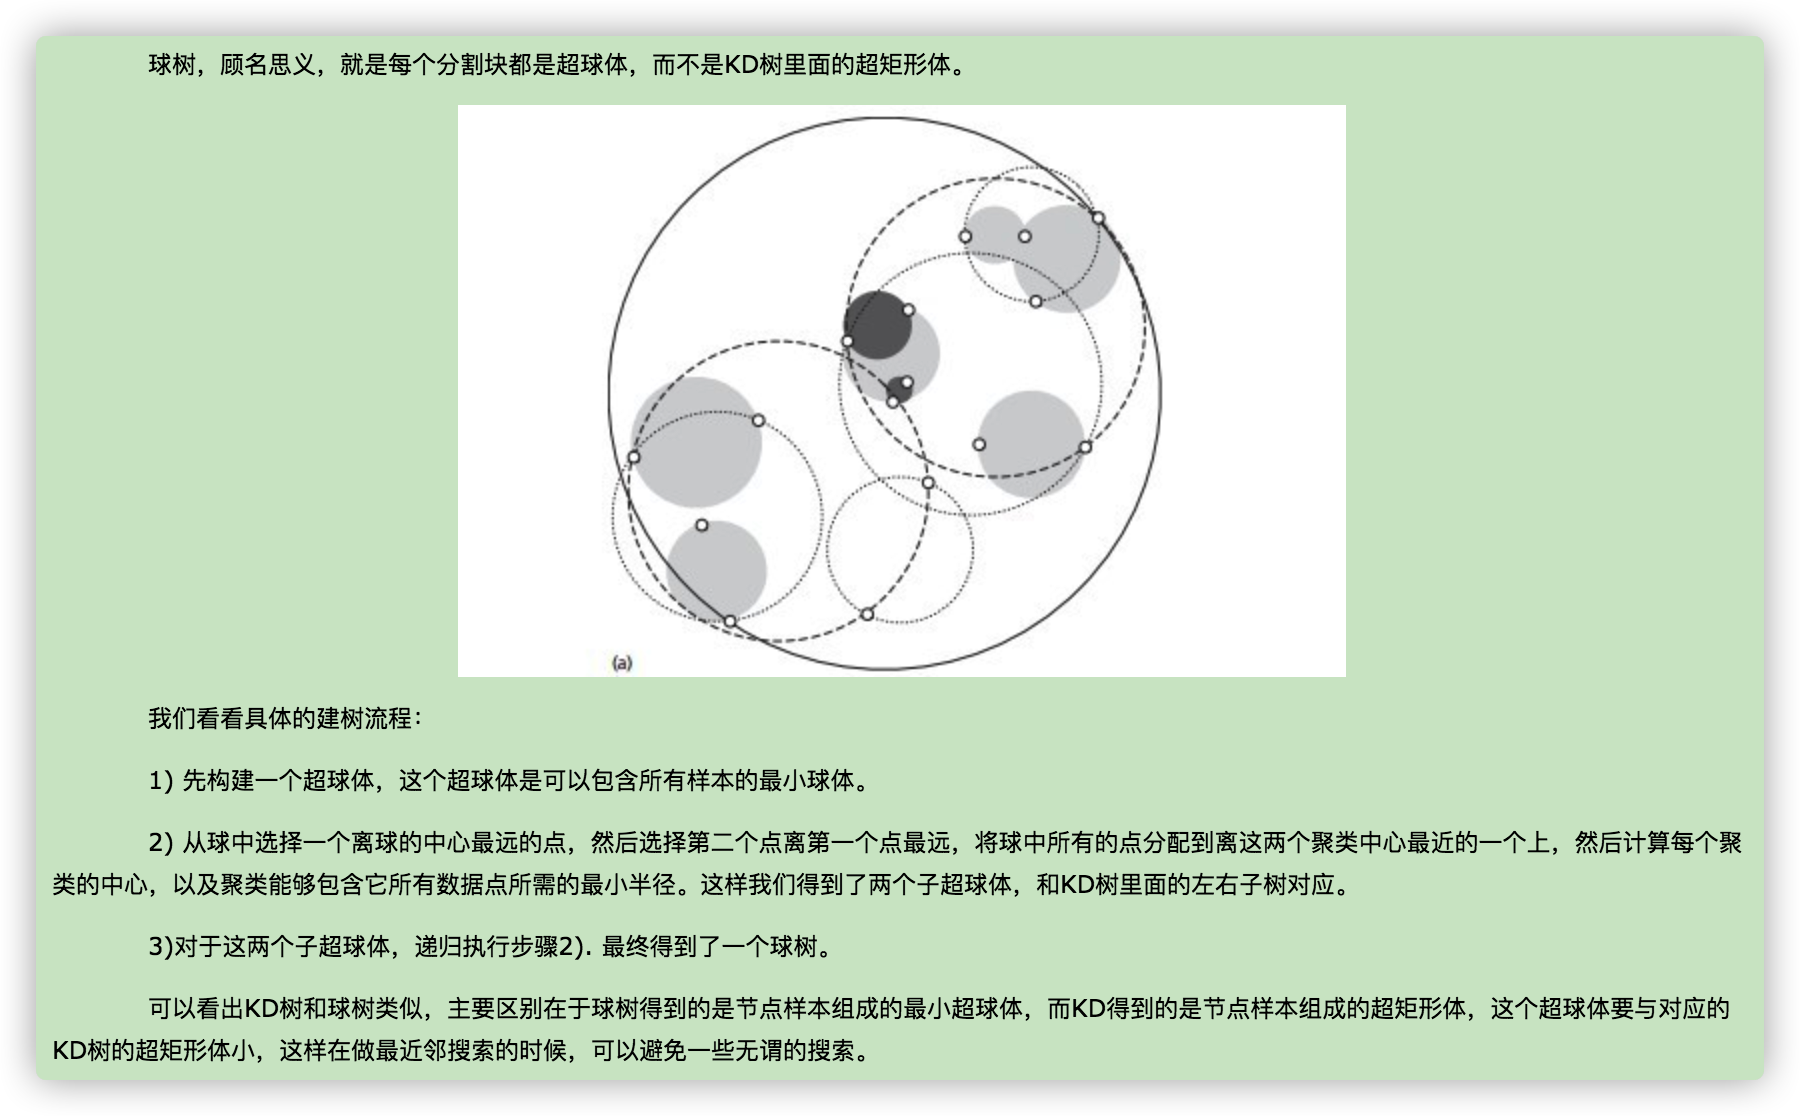 球树，顾名思义，就是每个分割块都是超球体，而不是KD树里面的超矩形体。
(a)
我们看看具体的建树流程：
1) 先构建一个超球体，这个超球体是可以包含所有样本的最小球体。
2) 从球中选择一个离球的中心最远的点，然后选择第二个点离第一个点最远，将球中所有的点分配到离这两个聚类中心最近的一个上，然后计算每个聚
类的中心，以及聚类能够包含它所有数据点所需的最小半径。这样我们得到了两个子超球体，和KD树里面的左右子树对应。
3)对于这两个子超球体，递归执行步骤2). 最终得到了一个球树。
可以看出KD树和球树类似，主要区别在于球树得到的是节点样本组成的最小超球体，而KD得到的是节点样本组成的超矩形体，这个超球体要与对应的
KD树的超矩形体小，这样在做最近邻搜索的时候，可以避免一些无谓的搜索。